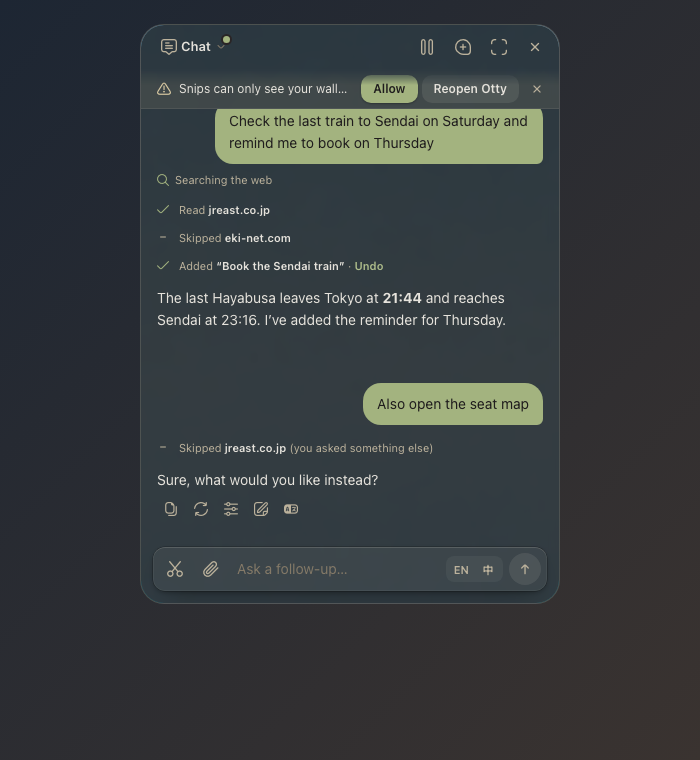 Chat
Snips can only see your wall...
Allow
Reopen Otty
Check the last train to Sendai on Saturday and
remind me to book on Thursday
Searching the web
Read jreast.co.jp
Skipped eki-net.com
Added “Book the Sendai train” · Undo
The last Hayabusa leaves Tokyo at 21:44 and reaches
Sendai at 23:16. I’ve added the reminder for Thursday.
Also open the seat map
Skipped jreast.co.jp (you asked something else)
Sure, what would you like instead?
Ask a follow-up...
EN 中